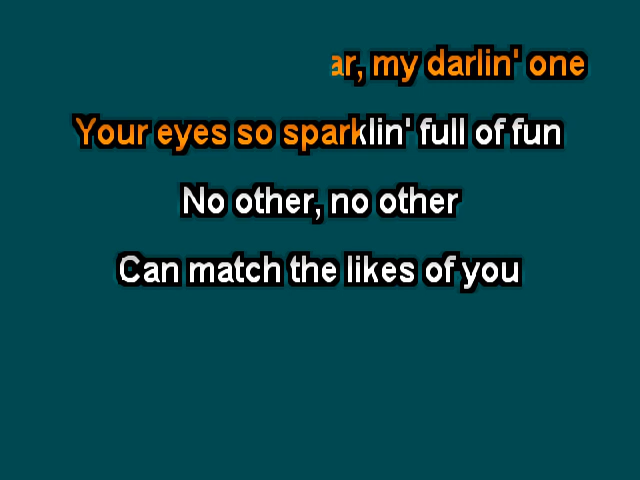 my darlin' one
Your eyes so sparklin' full of fun
No other, no other
Can match the likes of you